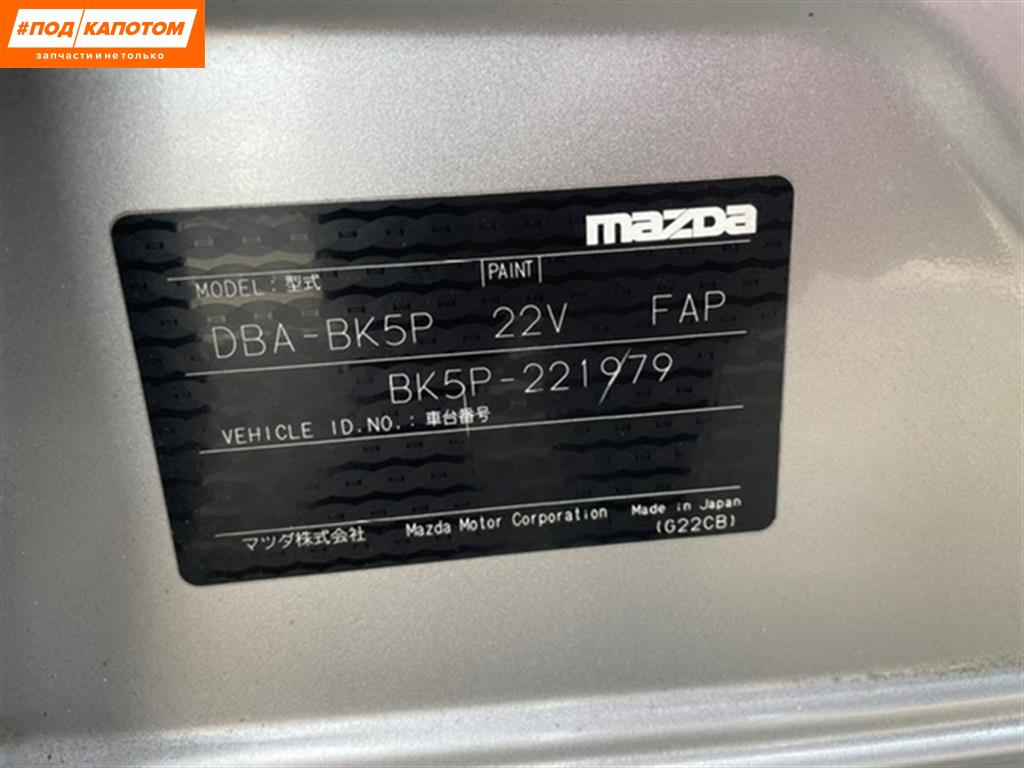 #ПОД КАПОТОМ
запчасти и не только
mazda
MODEL: 型式 PAINT
DBA-BK5P 22V FAP
BK5P-221979
VEHICLE ID.NO.: 車台番号
マツダ株式会社 Mazda Motor Corporation Made in Japan
(G22CB)